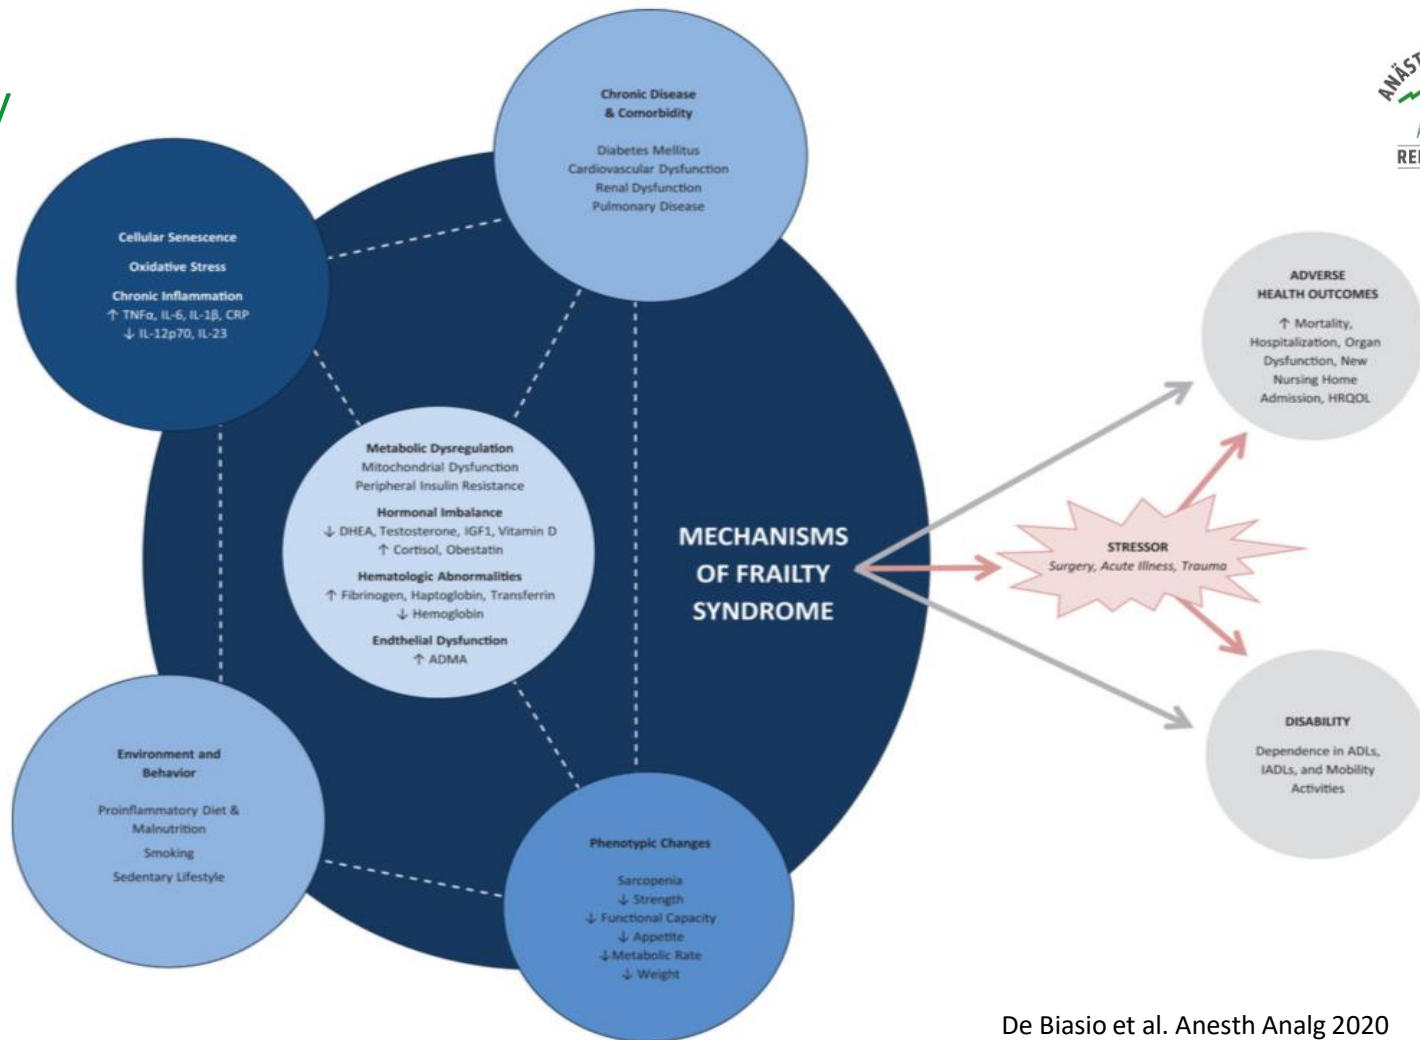 Chronic Disease
& Comorbidity
Diabetes Mellitus
Cardiovascular Dysfunction
Renal Dysfunction
Pulmonary Disease
Cellular Senescence
Oxidative Stress
Chronic Inflammation
↑ TNFα, IL-6, IL-1β, CRP
↓ IL-12p70, IL-23
Metabolic Dysregulation
Mitochondrial Dysfunction
Peripheral Insulin Resistance
Hormonal Imbalance
↓ DHEA, Testosterone, IGF1, Vitamin D
↑ Cortisol, Obestatin
Hematologic Abnormalities
↑ Fibrinogen, Haptoglobin, Transferrin
↓ Hemoglobin
Endthelial Dysfunction
↑ ADMA
MECHANISMS
OF FRAILTY
SYNDROME
Environment and
Behavior
Proinflammatory Diet &
Malnutrition
Smoking
Sedentary Lifestyle
Phenotypic Changes
Sarcopenia
↓ Strength
↓ Functional Capacity
↓ Appetite
↓ Metabolic Rate
↓ Weight
ADVERSE
HEALTH OUTCOMES
↑ Mortality,
Hospitalization, Organ
Dysfunction, New
Nursing Home
Admission, HRQOL
STRESSOR
Surgery, Acute Illness, Trauma
DISABILITY
Dependence in ADLs,
IADLs, and Mobility
Activities
De Biasio et al. Anesth Analg 2020